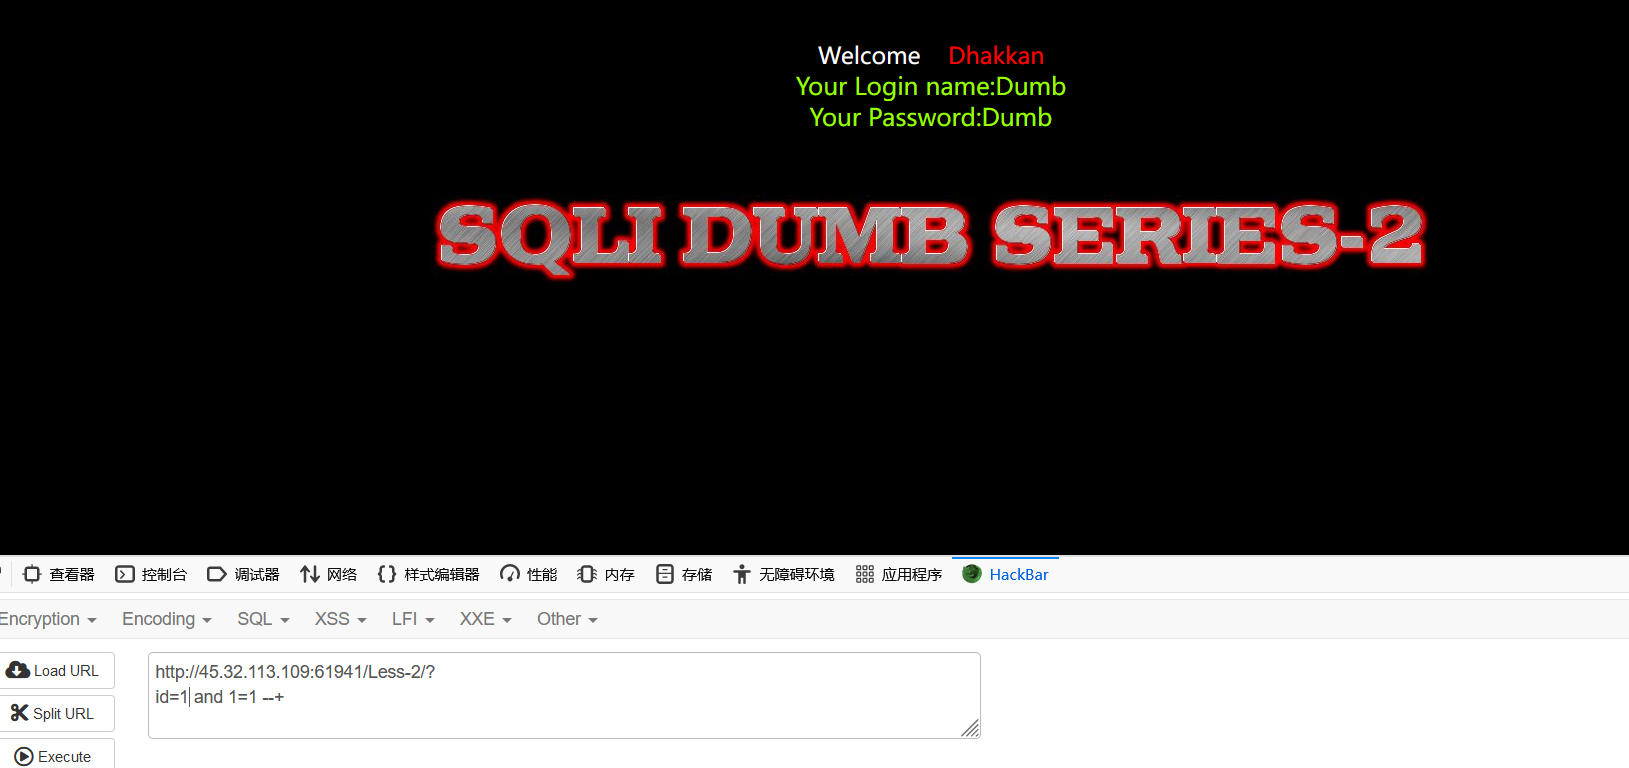 Welcome Dhakkan
Your Login name:Dumb
Your Password:Dumb
SQLI DUMB SERIES-2
查看器 控制台 调试器 网络 样式编辑器 性能 内存 存储 无障碍环境 应用程序 HackBar
Encryption Encoding SQL XSS LFI XXE Other
Load URL
http://45.32.113.109:61941/Less-2/?
id=1 and 1=1 --+
Split URL
Execute